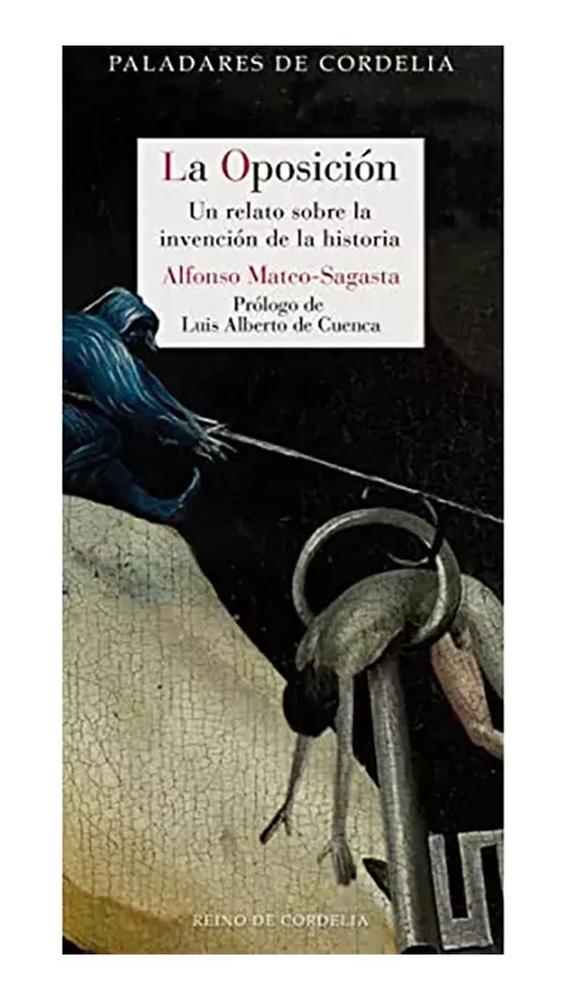 PALADARES DE CORDELIA
La Oposición
Un relato sobre la
invención de la historia
Alfonso Mateo-Sagasta
Prólogo de
Luis Alberto de Cuenca
REINO DE CORDELIA